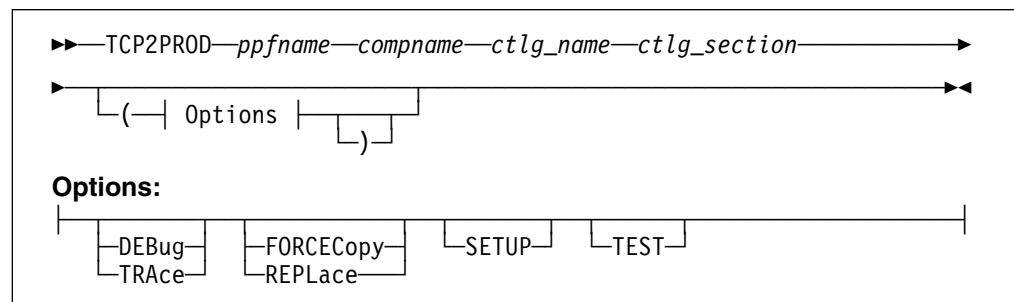 TCP2PROD ppfname compname ctlg_name ctlg_section
( Options )
Options:
DEBug FORCECopy SETUP TEST
TRAce REPLace